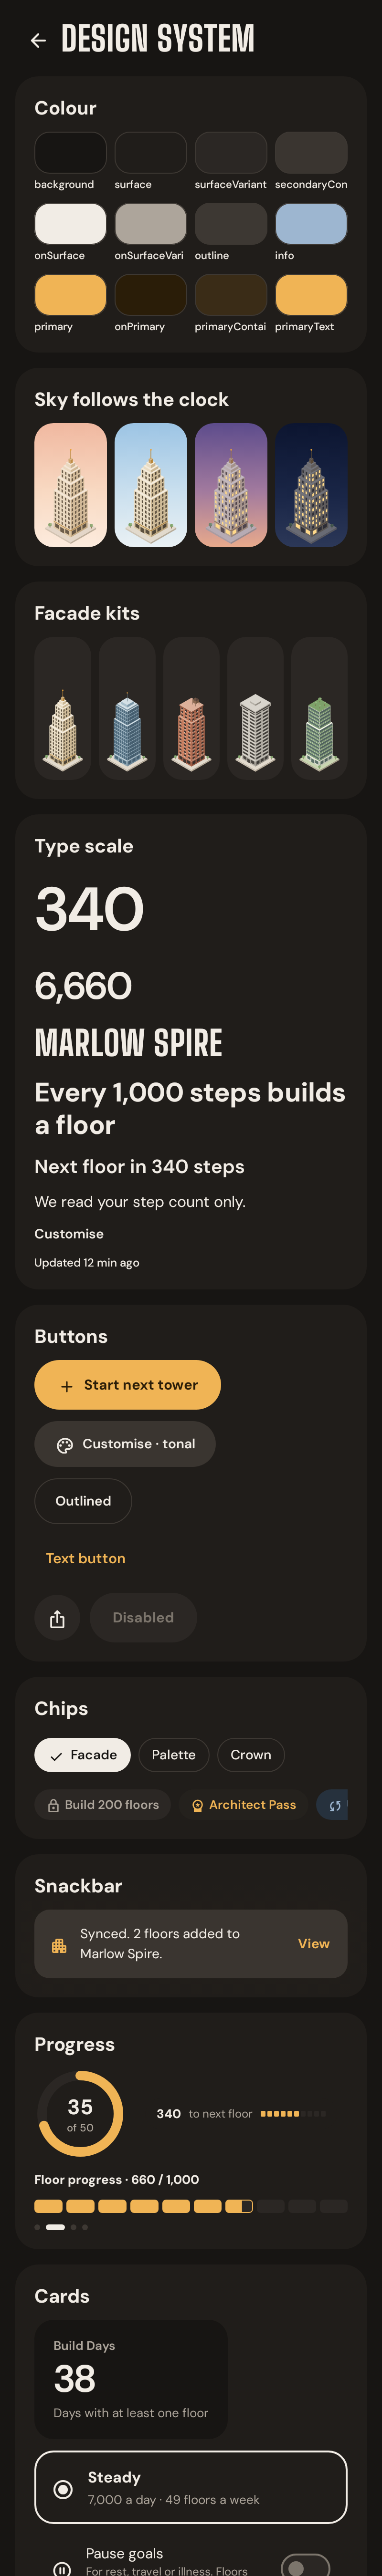 DESIGN SYSTEM
Colour
background
surface
surfaceVariant
secondaryCon
onSurface
onSurfaceVari
outline
info
primary
onPrimary
primaryContai
primaryText
Sky follows the clock
Facade kits
Type scale
340
6,660
MARLOW SPIRE
Every 1,000 steps builds
a floor
Next floor in 340 steps
We read your step count only.
Customise
Updated 12 min ago
Buttons
Start next tower
Customise · tonal
Outlined
Text button
Disabled
Chips
Facade
Palette
Crown
Build 200 floors
Architect Pass
Snackbar
Synced. 2 floors added to
Marlow Spire.
View
Progress
35
of 50
340 to next floor
Floor progress · 660 / 1,000
Cards
Build Days
38
Days with at least one floor
Steady
7,000 a day · 49 floors a week
Pause goals
For rest, travel or illness. Floors